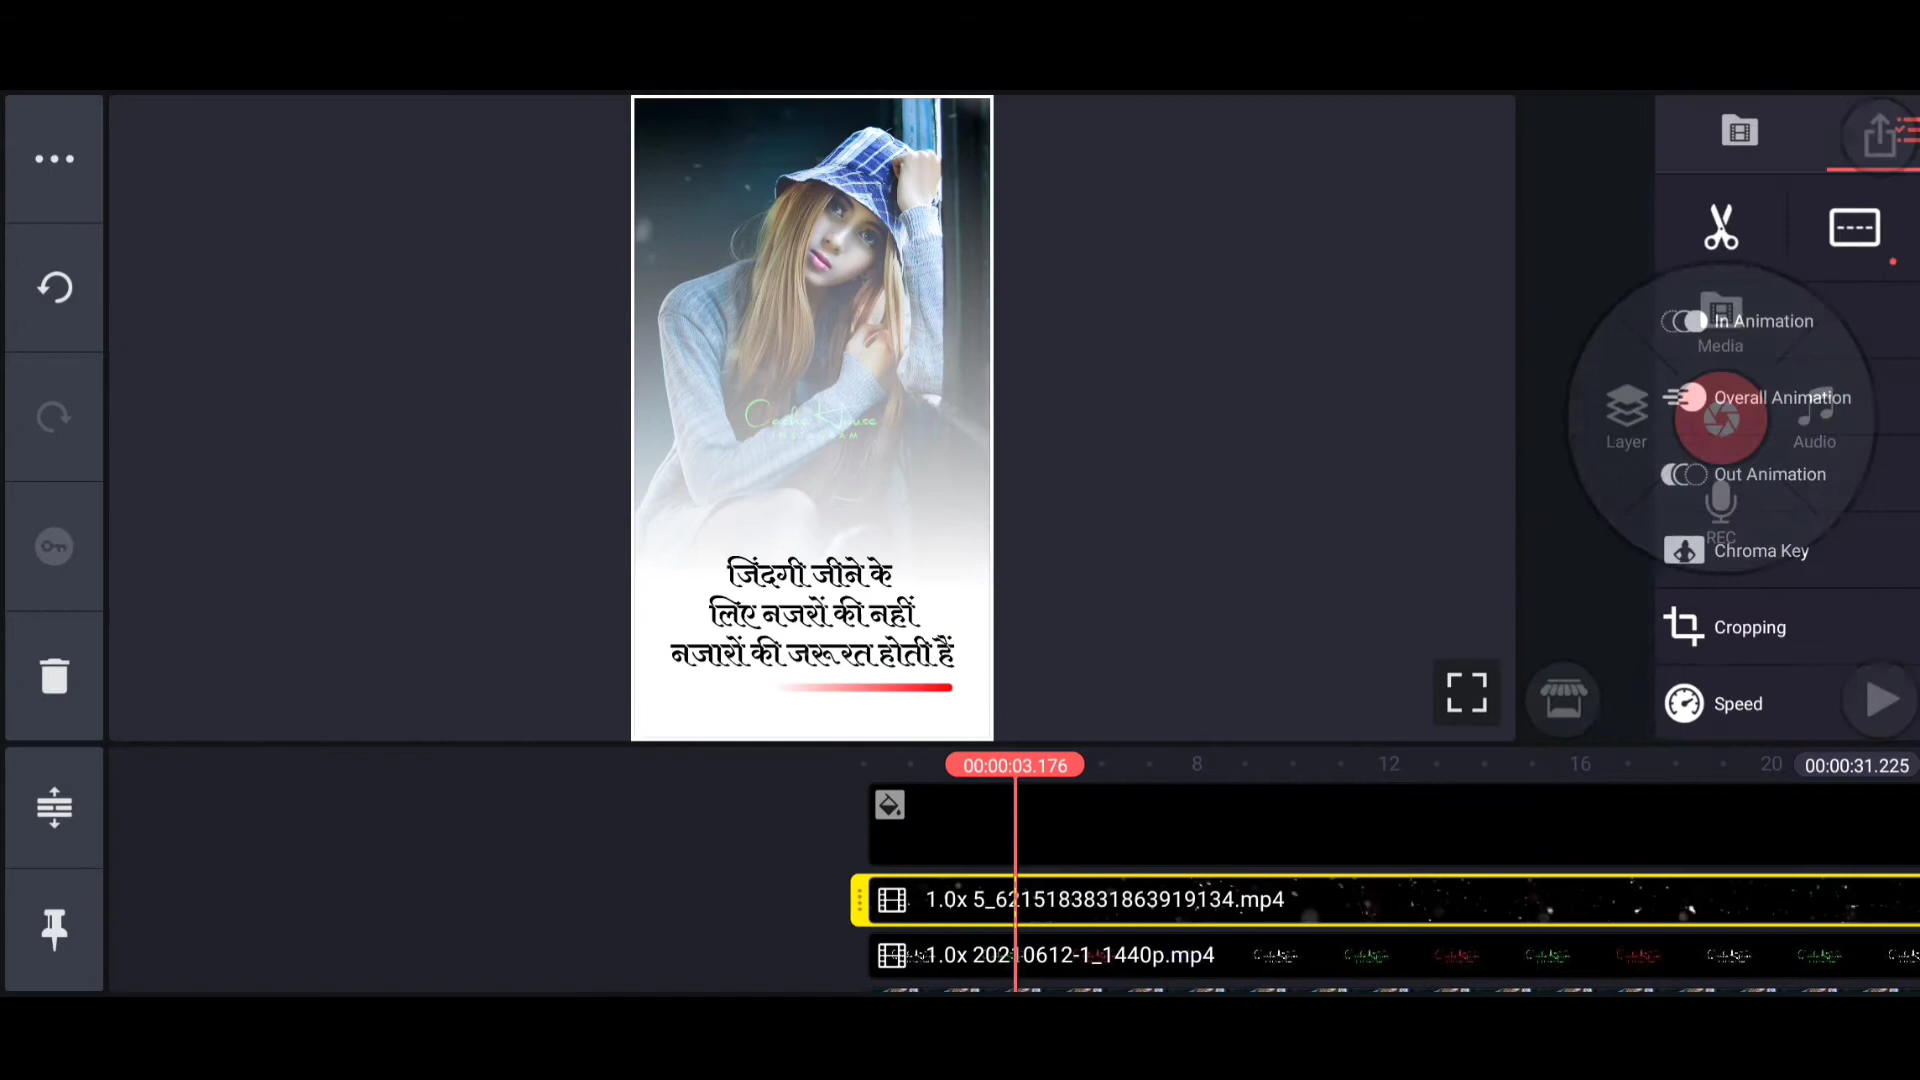 In Animation
Media
Overall Animation
Layer
Audio
Out Animation
REC
Chroma Key
Cropping
Speed
INSTAGRAM
जिंदगी जीने के
लिए नजरों की नहीं
नजारों की जरूरत होती हैं
00:00:03.176
8
12
16
20
00:00:31.225
1.0x 5_6215183831863919134.mp4
1.0x 20210612-1_1440p.mp4